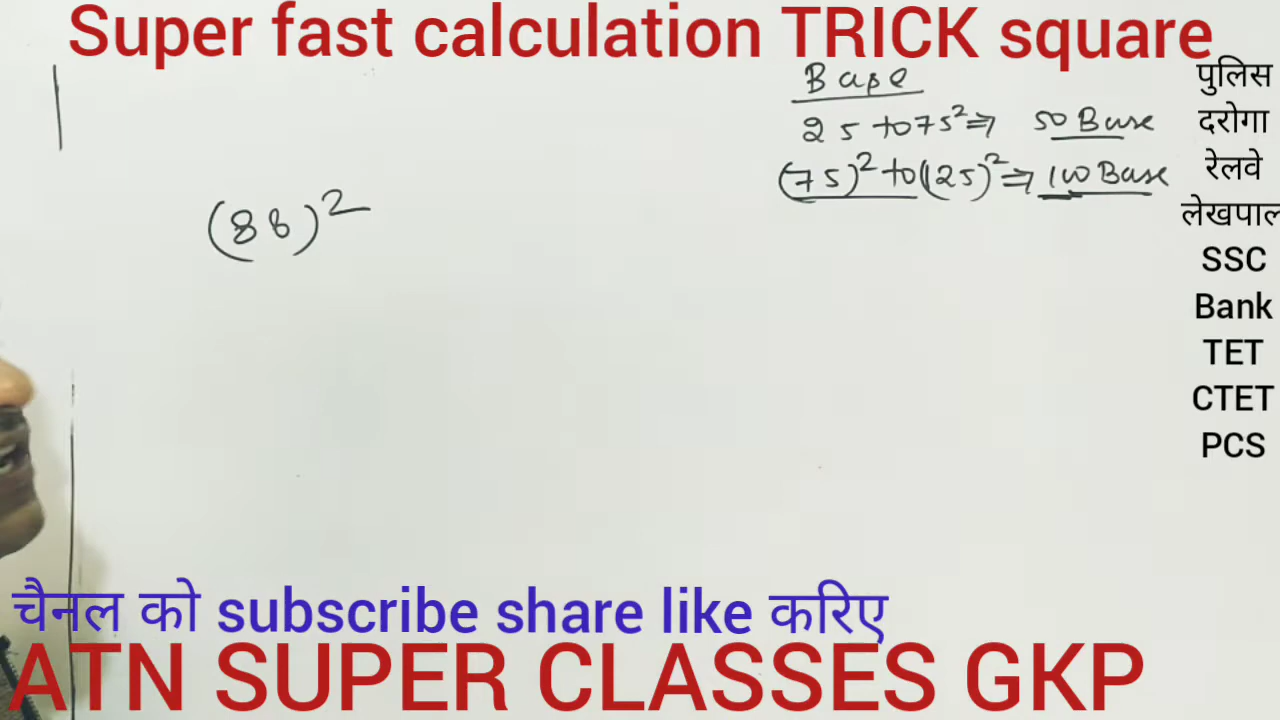 Super fast calculation TRICK square
Base
25 to 75² ⇒ 50 Base
(75)² to (125)² ⇒ 100 Base
(88)²
पुलिस
दरोगा
रेलवे
लेखपाल
SSC
Bank
TET
CTET
PCS
चैनल को subscribe share like करिए
ATN SUPER CLASSES GKP